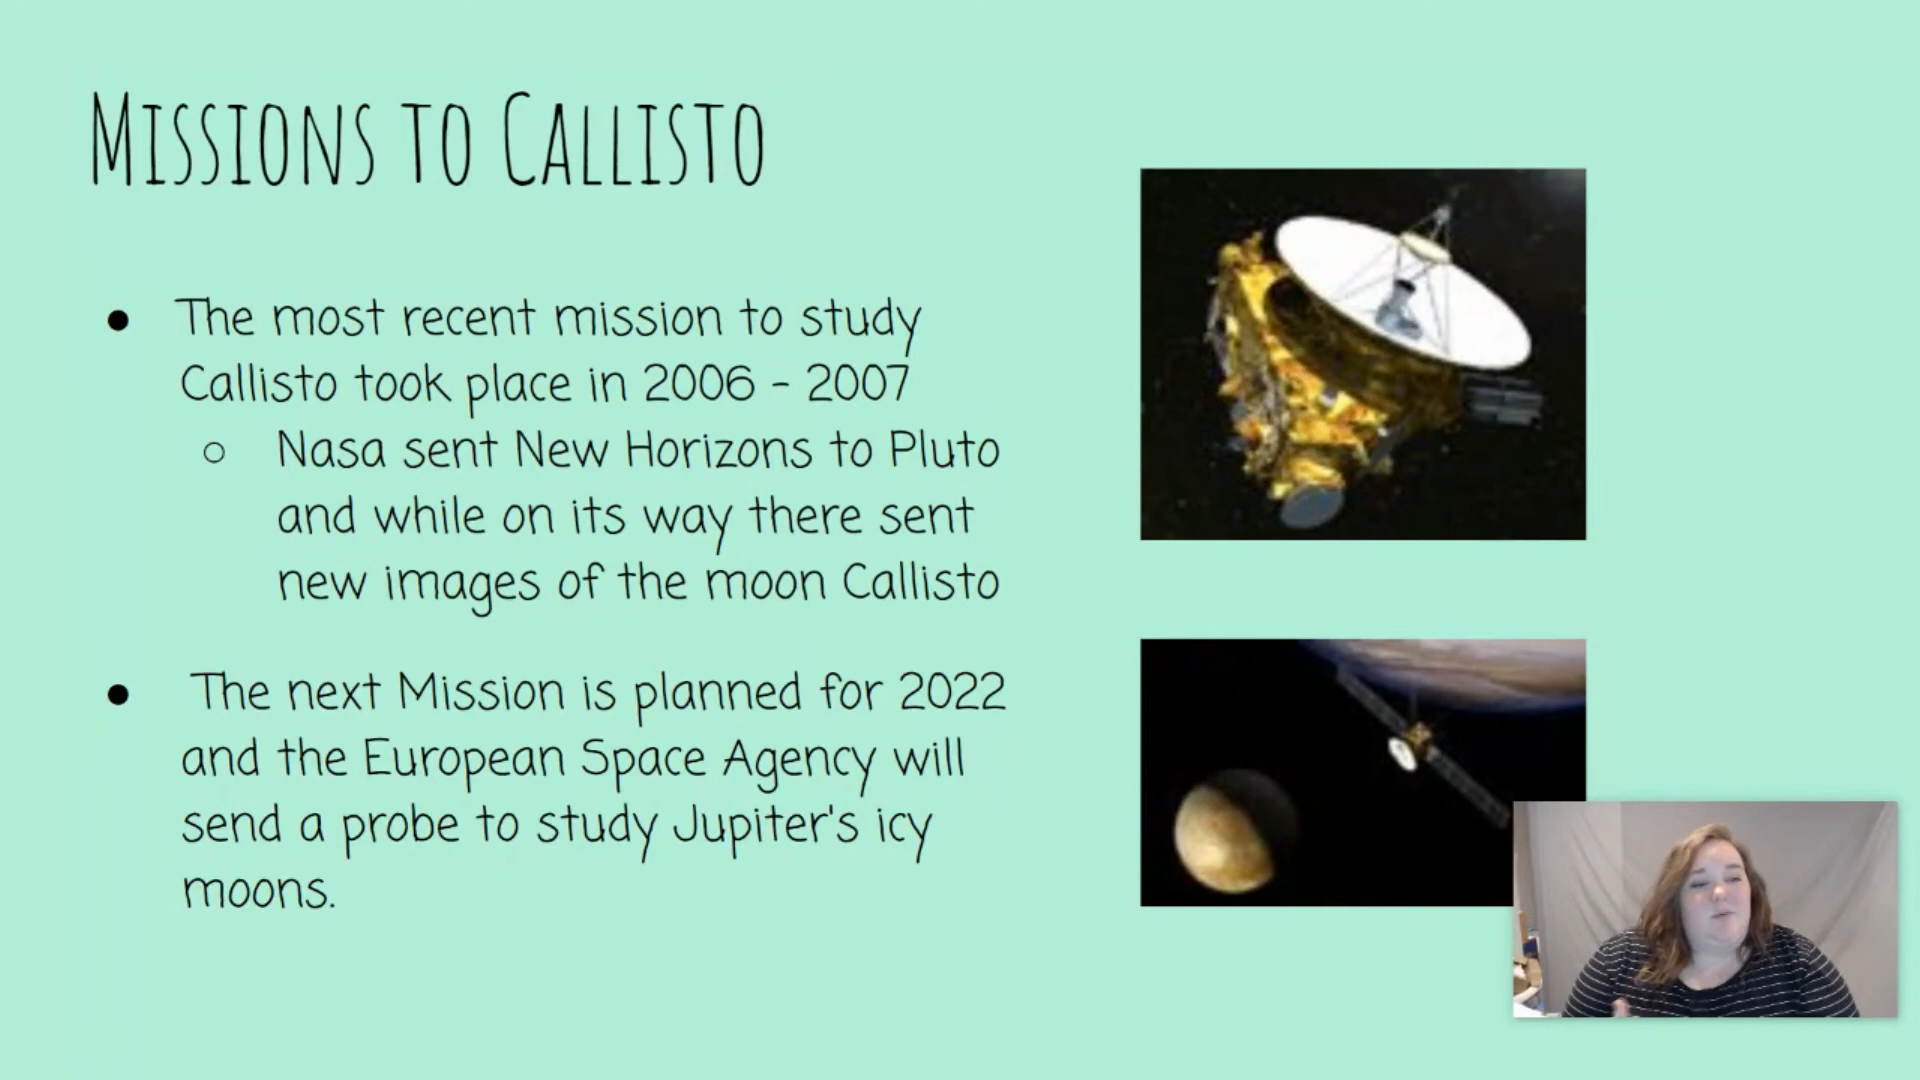 Missions to Callisto
● The most recent mission to study
Callisto took place in 2006 - 2007
○ Nasa sent New Horizons to Pluto
and while on its way there sent
new images of the moon Callisto
● The next Mission is planned for 2022
and the European Space Agency will
send a probe to study Jupiter's icy
moons.